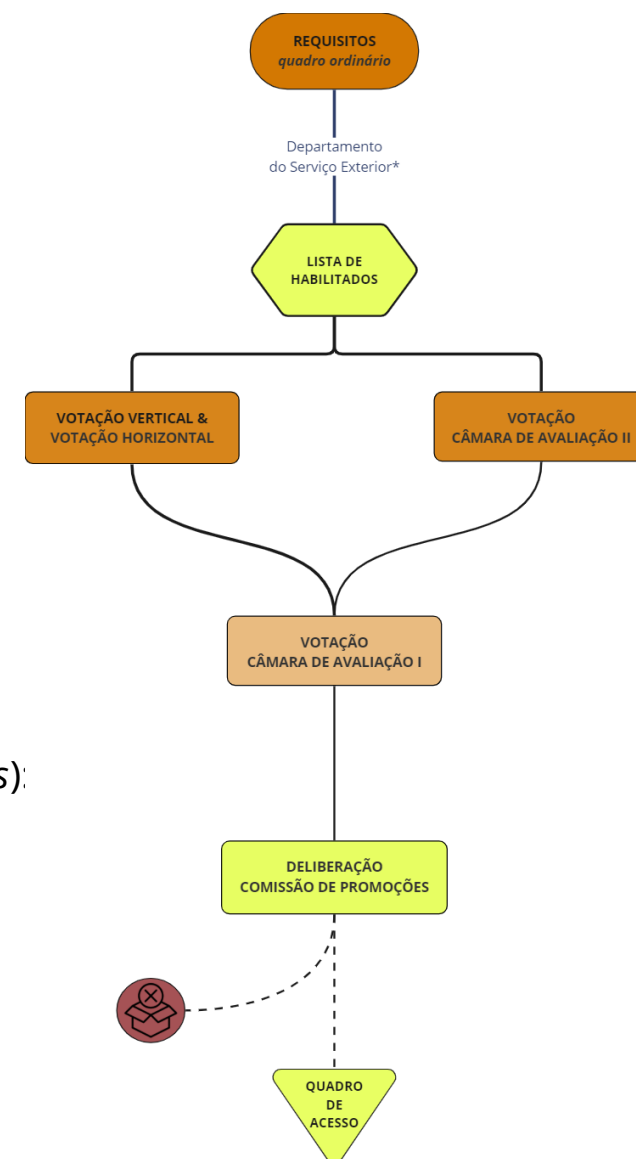 REQUISITOS
quadro ordinário
Departamento
do Serviço Exterior*
LISTA DE
HABILITADOS
VOTAÇÃO VERTICAL &
VOTAÇÃO HORIZONTAL
VOTAÇÃO
CÂMARA DE AVALIAÇÃO II
VOTAÇÃO
CÂMARA DE AVALIAÇÃO I
s):
DELIBERAÇÃO
COMISSÃO DE PROMOÇÕES
QUADRO
DE
ACESSO